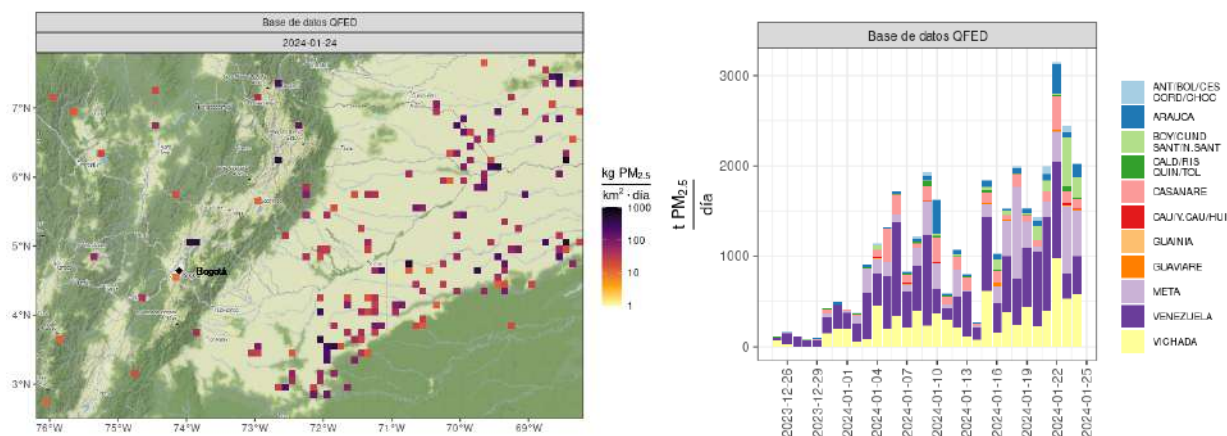 Base de datos QFED
2024-01-24
7°N
6°N
5°N
4°N
3°N
76°W
75°W
74°W
73°W
72°W
71°W
70°W
69°W
Bogotá
kg PM2.5
km² · día
1000
100
10
1
Base de datos QFED
t PM2.5
día
3000
2000
1000
0
2023-12-26
2023-12-29
2024-01-01
2024-01-04
2024-01-07
2024-01-10
2024-01-13
2024-01-16
2024-01-19
2024-01-22
2024-01-25
ANT/BOL/CES
CORD/CHOC
ARAUCA
BOY/CUND
SANT/N.SANT
CALD/RIS
QUIN/TOL
CASANARE
CAU/V.CAU/HUI
GUAINIA
GUAVIARE
META
VENEZUELA
VICHADA